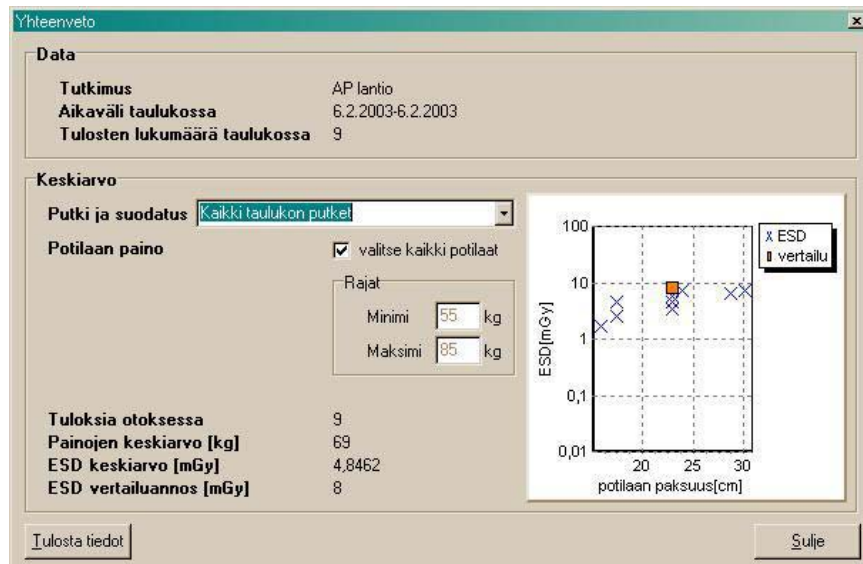 Yhteenveto
Data
Tutkimus AP lantio
Aikaväli taulukossa 6.2.2003-6.2.2003
Tulosten lukumäärä taulukossa 9
Keskiarvo
Putki ja suodatus Kaikki taulukon putket
Potilaan paino valitse kaikki potilaat
Rajat
Minimi 55 kg
Maksimi 85 kg
Tuloksia otoksessa 9
Painojen keskiarvo [kg] 69
ESD keskiarvo [mGy] 4,8462
ESD vertailuannos [mGy] 8
ESD[mGy]
100
10
1
0,1
0,01
20 25 30
potilaan paksuus[cm]
X ESD
vertailu
Tulosta tiedot
Sulje